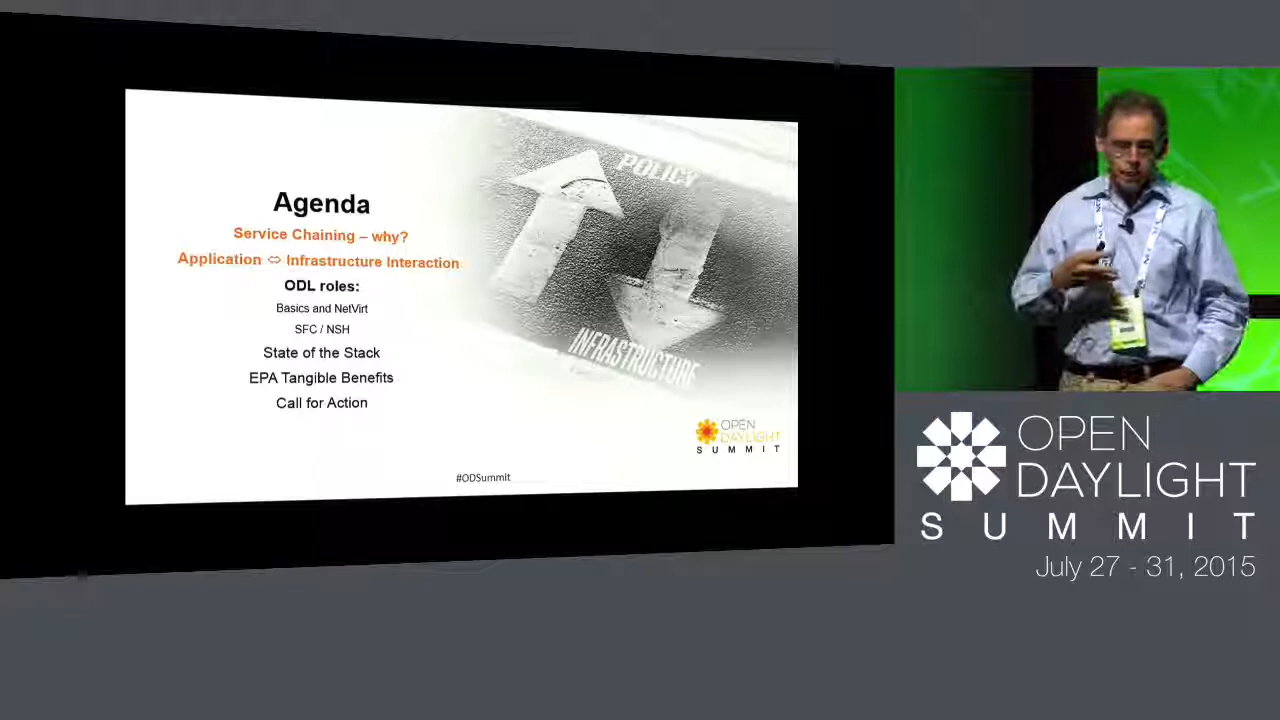 Agenda
Service Chaining – why?
Application ⇔ Infrastructure Interaction
ODL roles:
Basics and NetVirt
SFC / NSH
State of the Stack
EPA Tangible Benefits
Call for Action
POLICY
INFRASTRUCTURE
OPEN
DAYLIGHT
SUMMIT
#ODSummit
OPEN
DAYLIGHT
SUMMIT
July 27 - 31, 2015